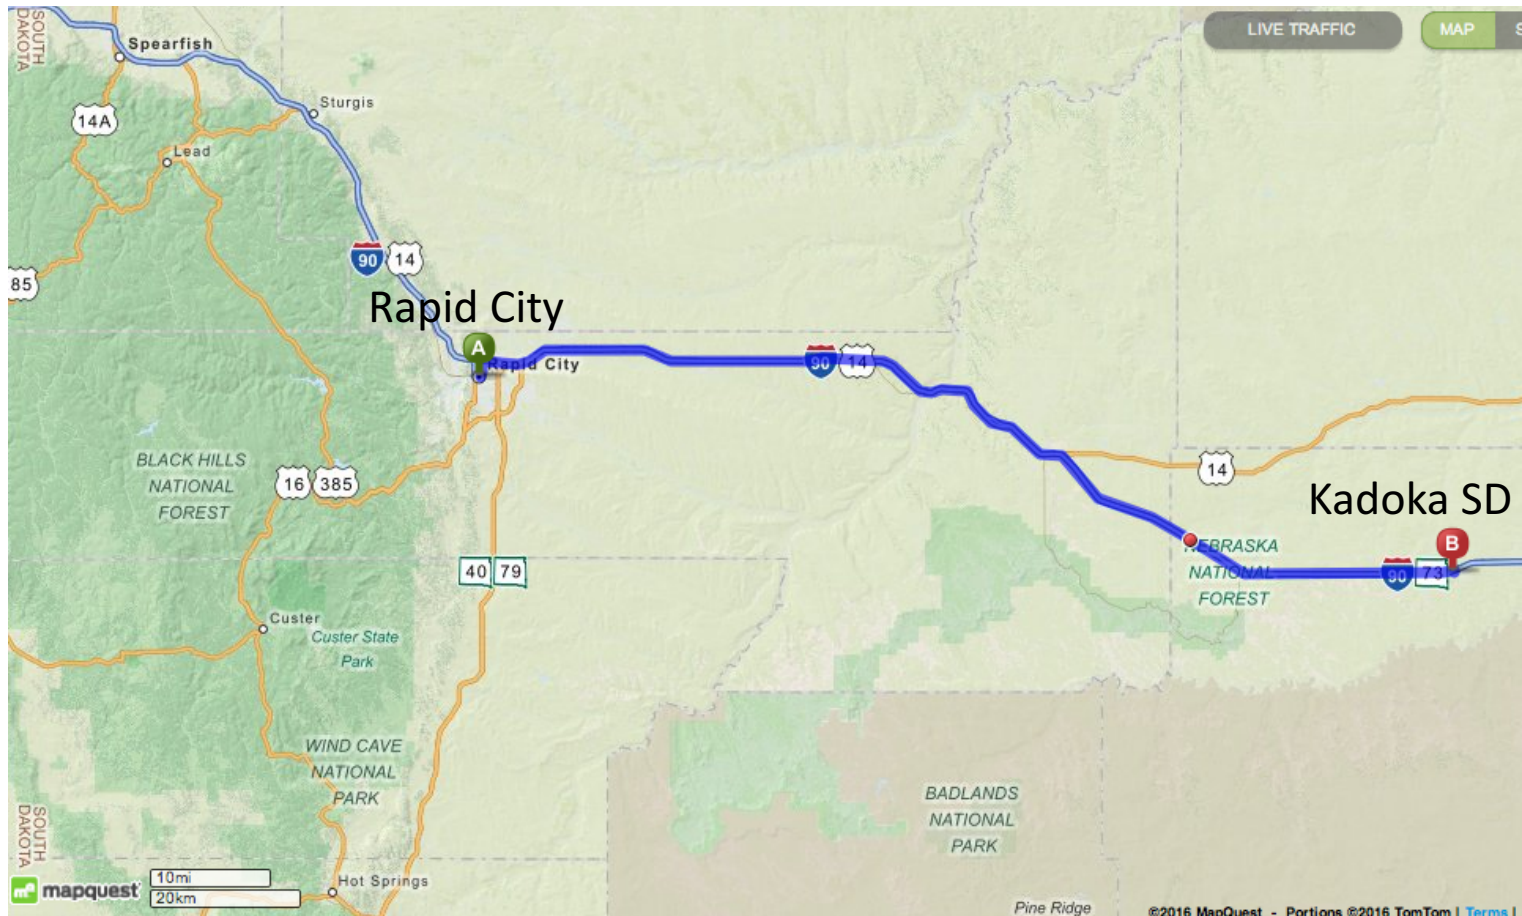 SOUTH
DAKOTA
Spearfish
LIVE TRAFFIC
MAP
S
14A
Sturgis
Lead
90
14
85
Rapid City
A
Rapid City
90
14
BLACK HILLS
NATIONAL
FOREST
16
385
14
Kadoka SD
B
NEBRASKA
NATIONAL
FOREST
90
73
40
79
Custer
Custer State
Park
WIND CAVE
NATIONAL
PARK
BADLANDS
NATIONAL
PARK
SOUTH
DAKOTA
mapquest
10mi
20km
Hot Springs
Pine Ridge
©2016 MapQuest - Portions ©2016 TomTom | Terms |